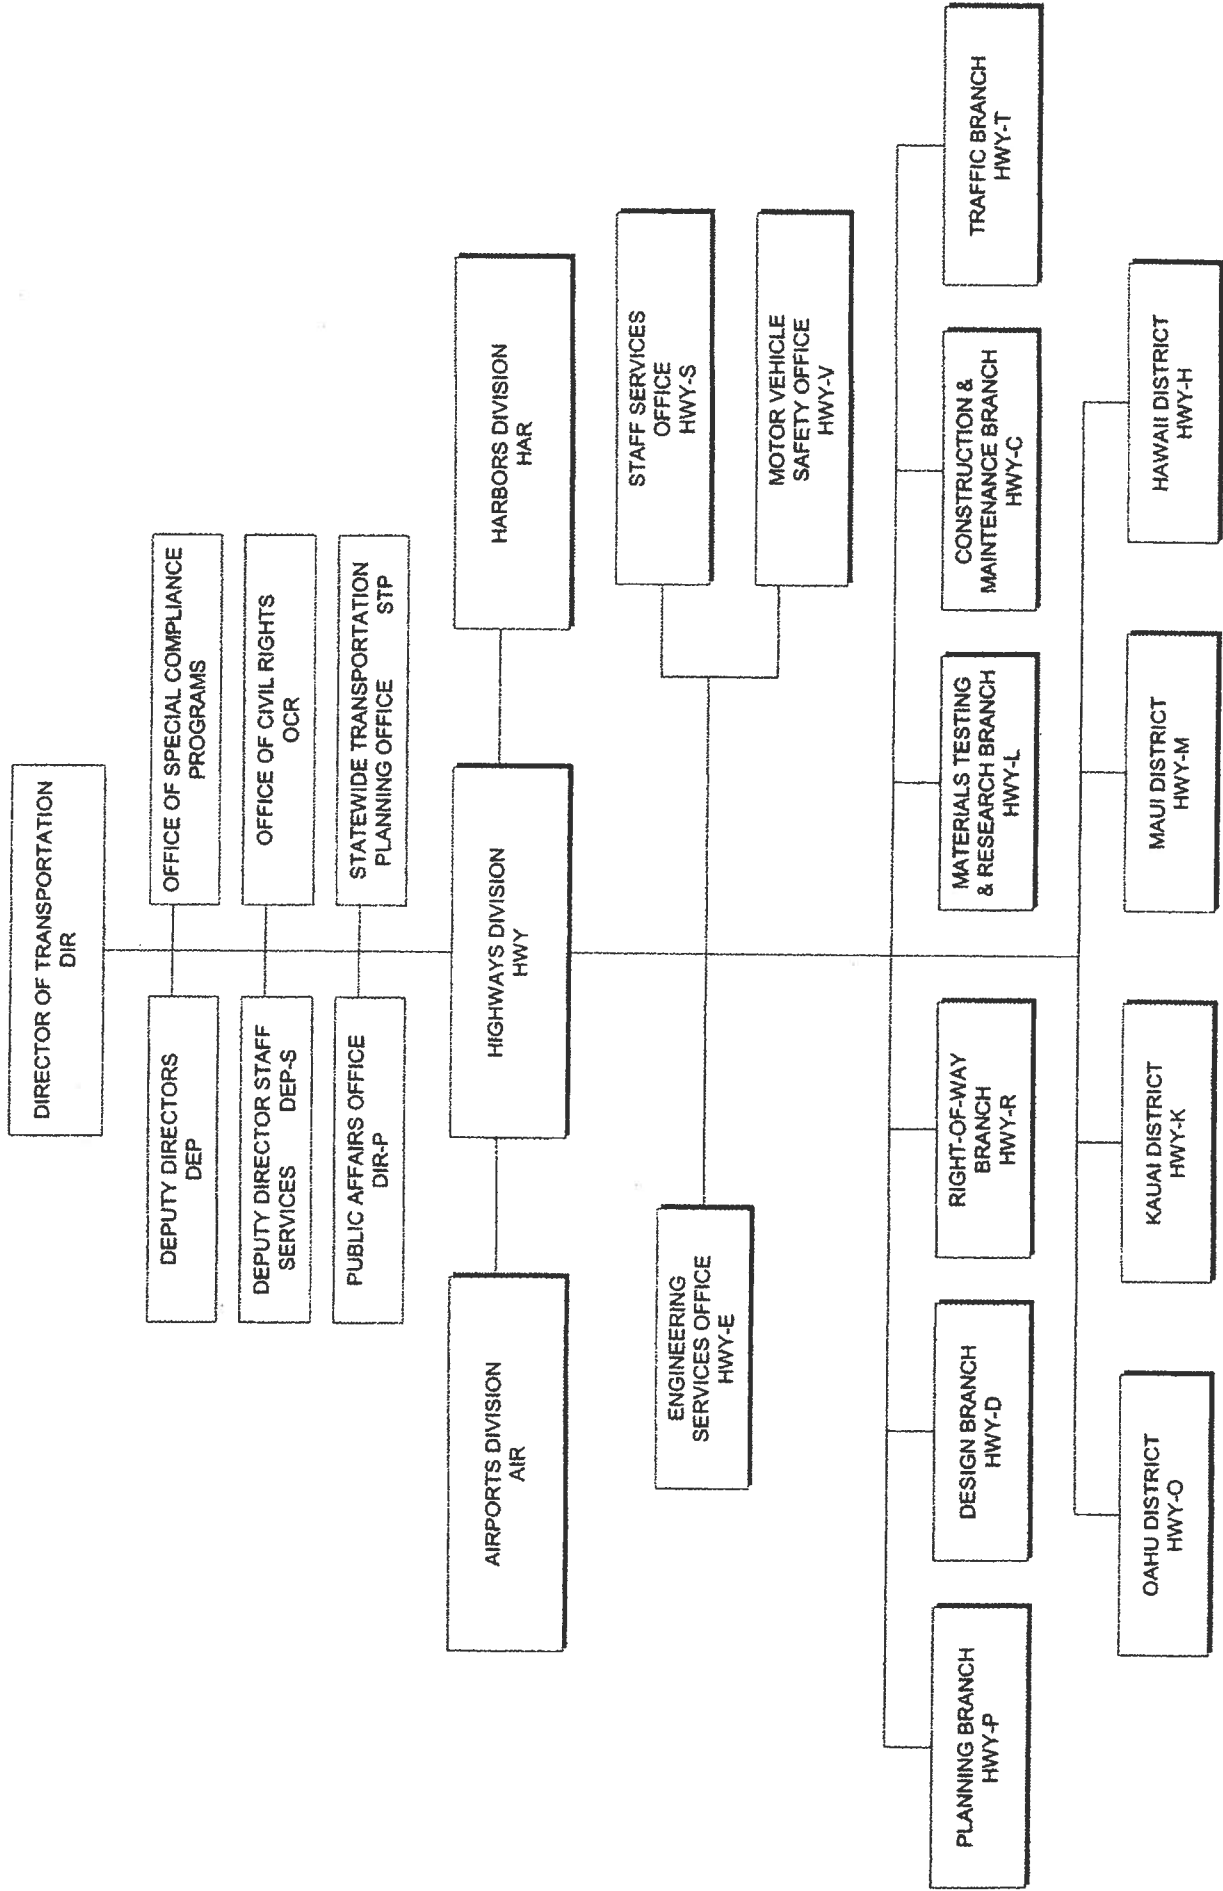 DIRECTOR OF TRANSPORTATION
DIR
DEPUTY DIRECTORS
DEP
OFFICE OF SPECIAL COMPLIANCE
PROGRAMS
DEPUTY DIRECTOR STAFF
SERVICES DEP-S
OFFICE OF CIVIL RIGHTS
OCR
PUBLIC AFFAIRS OFFICE
DIR-P
STATEWIDE TRANSPORTATION
PLANNING OFFICE STP
AIRPORTS DIVISION
AIR
HIGHWAYS DIVISION
HWY
HARBORS DIVISION
HAR
ENGINEERING
SERVICES OFFICE
HWY-E
STAFF SERVICES
OFFICE
HWY-S
MOTOR VEHICLE
SAFETY OFFICE
HWY-V
PLANNING BRANCH
HWY-P
DESIGN BRANCH
HWY-D
RIGHT-OF-WAY
BRANCH
HWY-R
MATERIALS TESTING
& RESEARCH BRANCH
HWY-L
CONSTRUCTION &
MAINTENANCE BRANCH
HWY-C
TRAFFIC BRANCH
HWY-T
OAHU DISTRICT
HWY-O
KAUAI DISTRICT
HWY-K
MAUI DISTRICT
HWY-M
HAWAII DISTRICT
HWY-H